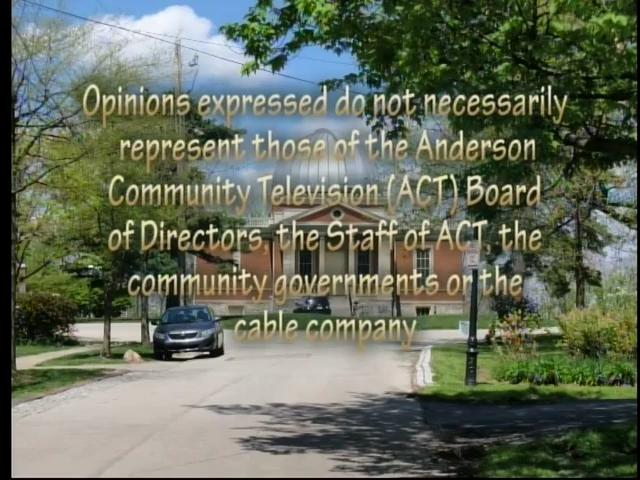 Opinions expressed do not necessarily
represent those of the Anderson
Community Television (ACT) Board
of Directors, the Staff of ACT, the
community governments or the
cable company